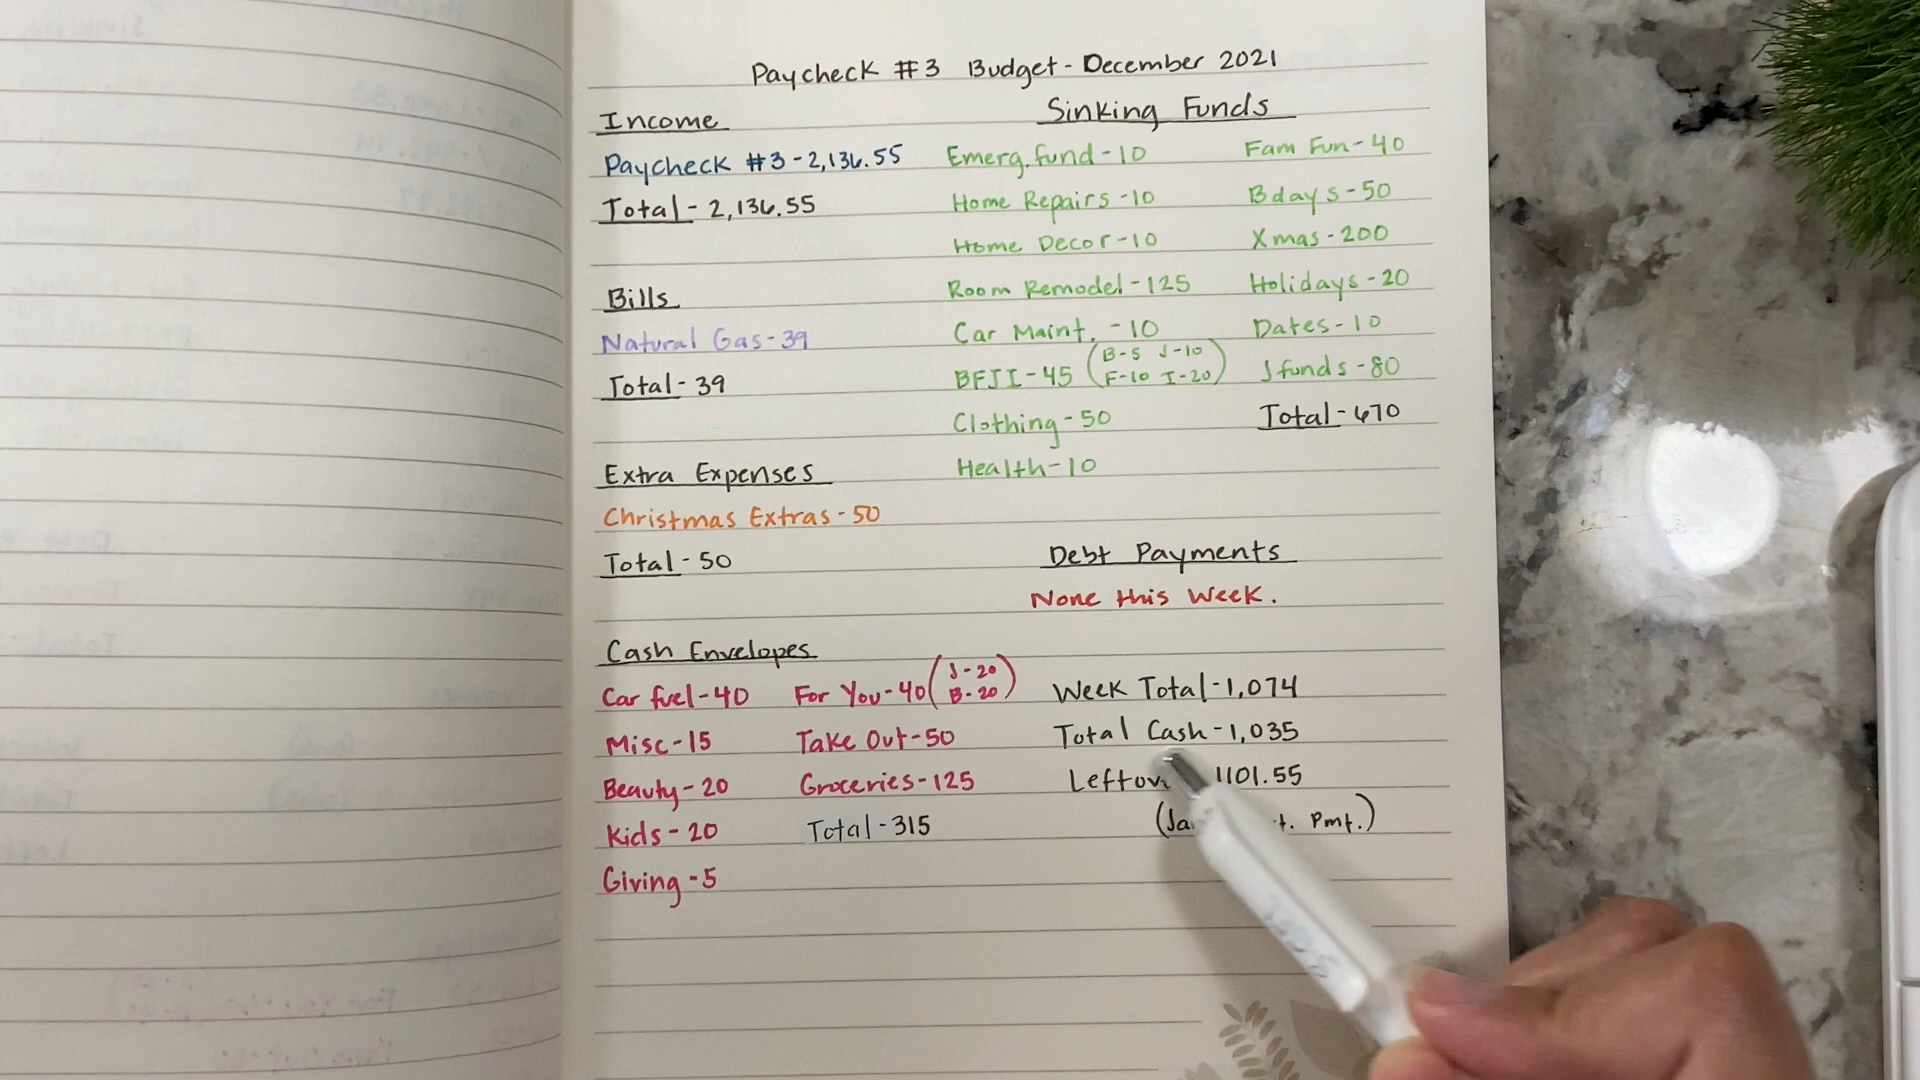 Paycheck #3 Budget - December 2021
Income
Paycheck #3 - 2,136.55
Total - 2,136.55
Bills
Natural Gas - 39
Total - 39
Extra Expenses
Christmas Extras - 50
Total - 50
Sinking Funds
Emerg. fund - 10
Home Repairs - 10
Home Decor - 10
Room Remodel - 125
Car Maint. - 10
BFJI - 45 (B-5 J-10
F-10 I-20)
Clothing - 50
Health - 10
Fam Fun - 40
Bdays - 50
Xmas - 200
Holidays - 20
Dates - 10
J funds - 80
Total - 670
Debt Payments
None this week.
Cash Envelopes
Car fuel - 40
Misc - 15
Beauty - 20
Kids - 20
Giving - 5
For You - 40 (J - 20
B - 20)
Take Out - 50
Groceries - 125
Total - 315
Week Total - 1,074
Total Cash - 1,035
1101.55
Pmt.)